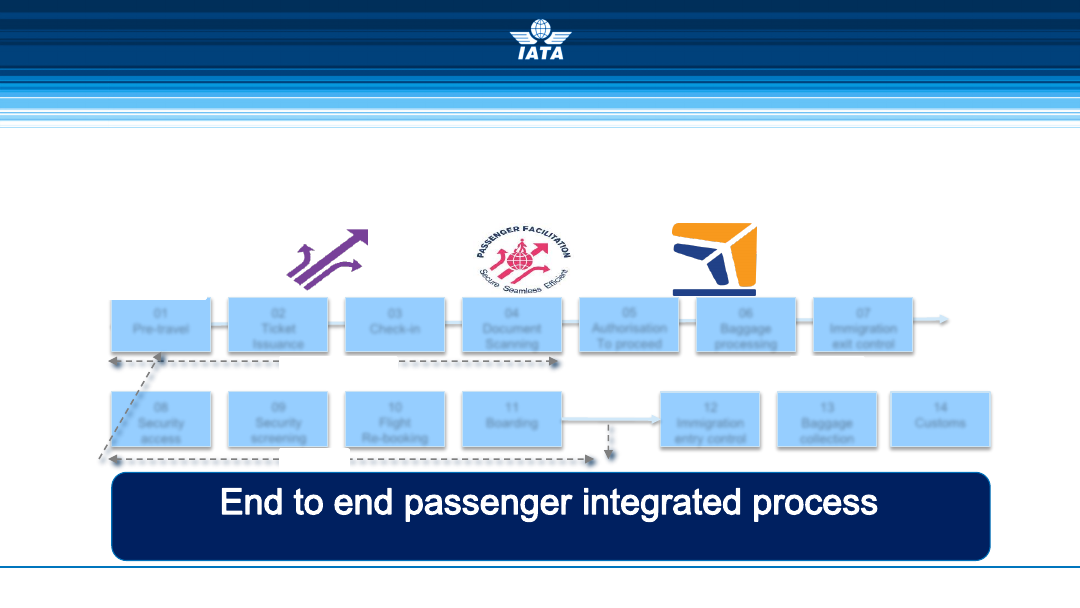 IATA
PASSENGER FACILITATION
Secure Seamless Efficient
01
Pre-travel
02
Ticket
Issuance
03
Check-in
04
Document
Scanning
05
Authorisation
To proceed
06
Baggage
processing
07
Immigration
exit control
08
Security
access
09
Security
screening
10
Flight
Re-booking
11
Boarding
12
Immigration
entry control
13
Baggage
collection
14
Customs
End to end passenger integrated process